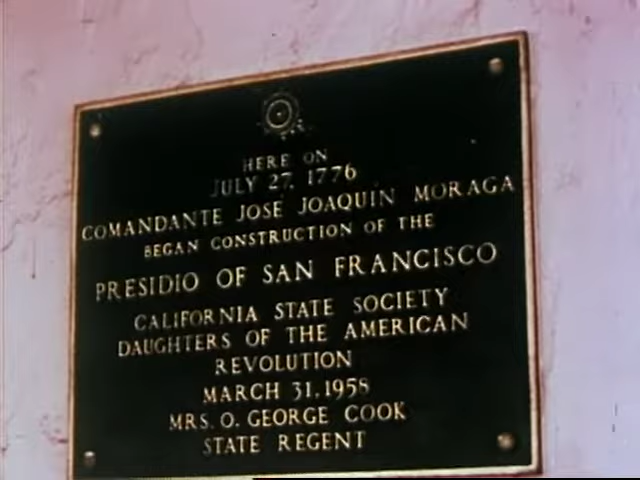 HERE ON
JULY 27, 1776
COMANDANTE JOSE JOAQUIN MORAGA
BEGAN CONSTRUCTION OF THE
PRESIDIO OF SAN FRANCISCO
CALIFORNIA STATE SOCIETY
DAUGHTERS OF THE AMERICAN
REVOLUTION
MARCH 31, 1958
MRS. O. GEORGE COOK
STATE REGENT